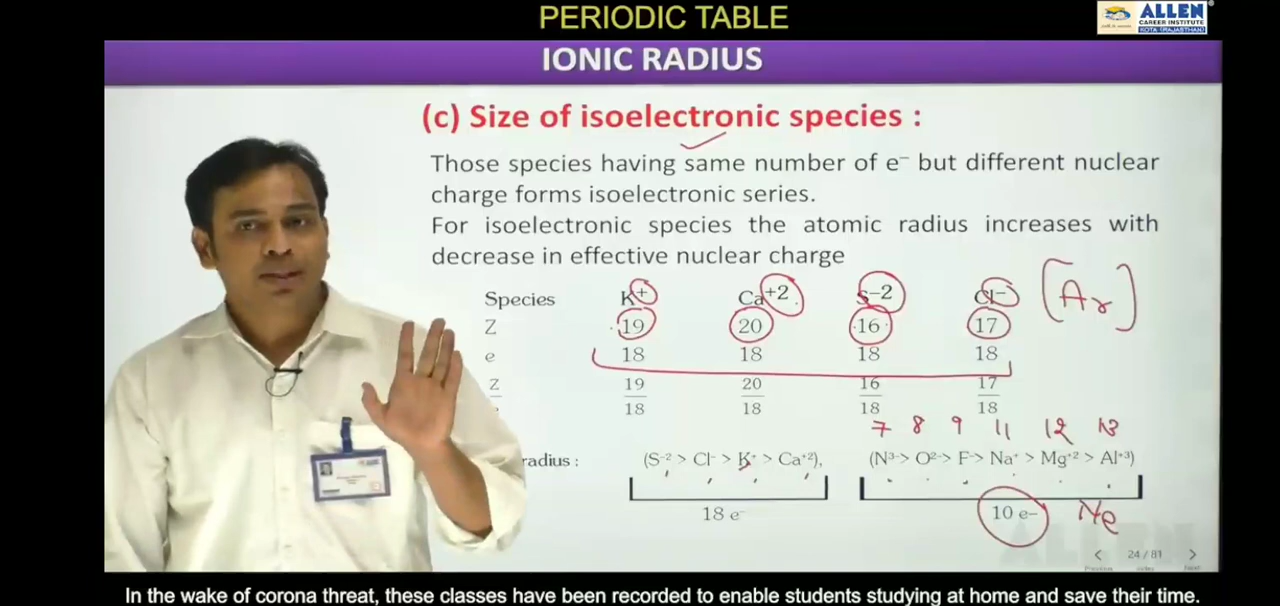 PERIODIC TABLE
ALLEN
CAREER INSTITUTE
KOTA (RAJASTHAN)
IONIC RADIUS
(c) Size of isoelectronic species :
Those species having same number of e⁻ but different nuclear
charge forms isoelectronic series.
For isoelectronic species the atomic radius increases with
decrease in effective nuclear charge
Species K⁺ Ca⁺² S⁻² Cl⁻ [Ar]
Z 19 20 16 17
e 18 18 18 18
Z 19 20 16 17
18 18 18 18
7 8 9 11 12 13
radius : (S⁻² > Cl⁻ > K⁺ > Ca⁺²), (N³⁻> O²⁻> F⁻> Na⁺ > Mg⁺² > Al⁺³)
18 e⁻ 10 e⁻ Ne
ALLEN
24 / 81
In the wake of corona threat, these classes have been recorded to enable students studying at home and save their time.